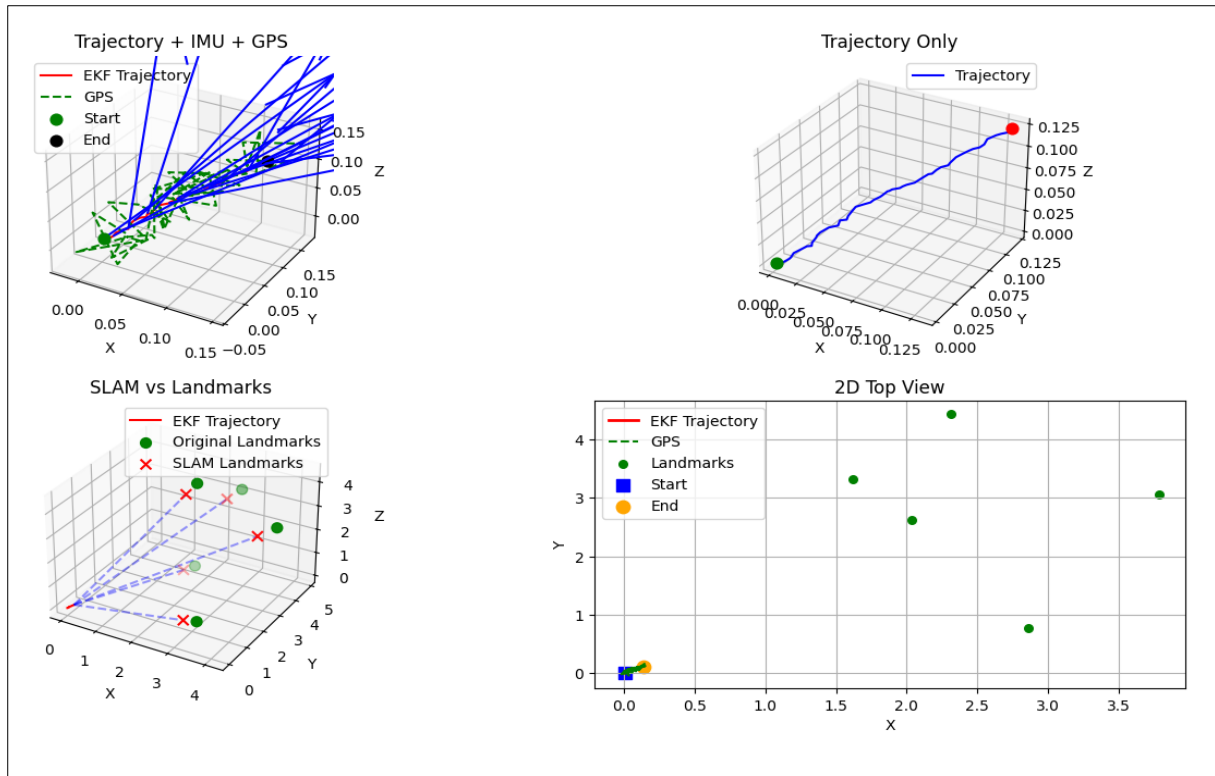 Trajectory + IMU + GPS
EKF Trajectory
GPS
Start
End
0.15
0.10
0.05
0.00
Z
0.00
0.05
0.10
0.15
X
−0.05
0.00
0.05
0.10
0.15
Y
Trajectory Only
Trajectory
0.125
0.100
0.075
0.050
0.025
0.000
Z
0.000
0.025
0.050
0.075
0.100
0.125
X
0.000
0.025
0.050
0.075
0.100
0.125
Y
SLAM vs Landmarks
EKF Trajectory
Original Landmarks
SLAM Landmarks
4
3
2
1
0
Z
0
1
2
3
4
X
0
1
2
3
4
5
Y
2D Top View
EKF Trajectory
GPS
Landmarks
Start
End
4
3
2
1
0
Y
0.0
0.5
1.0
1.5
2.0
2.5
3.0
3.5
X